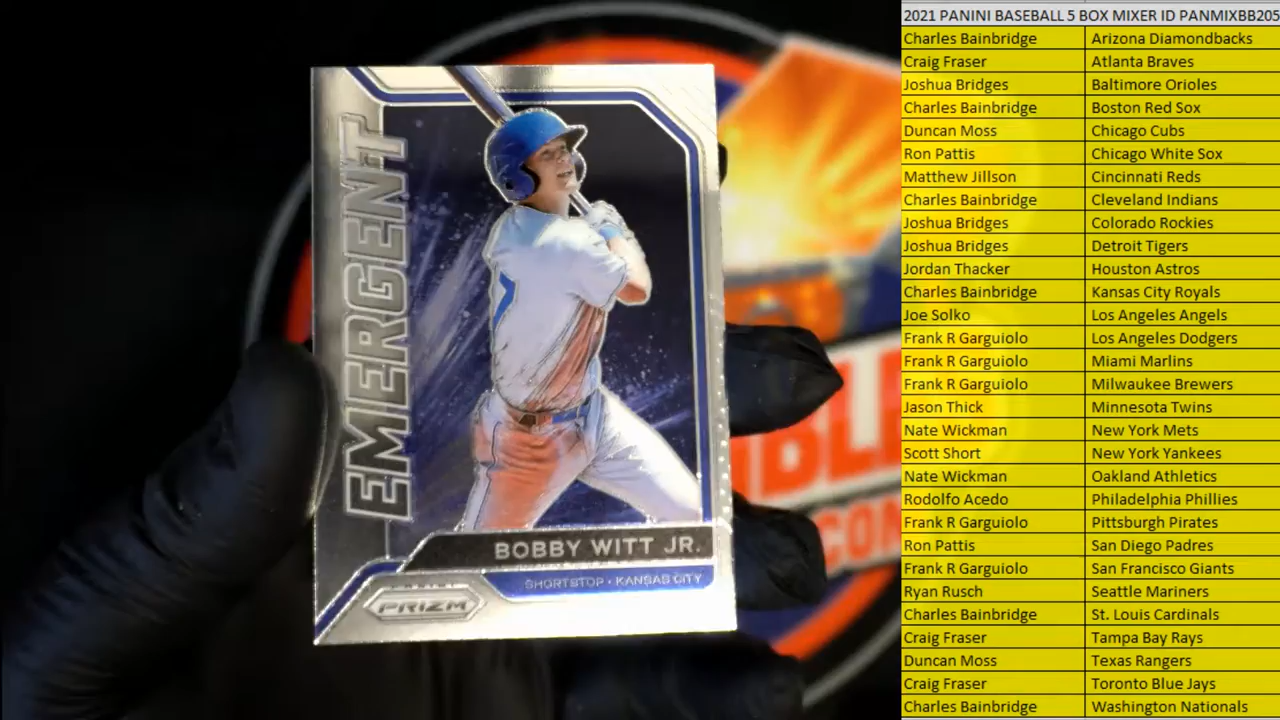 EMERGENT
BOBBY WITT JR.
SHORTSTOP • KANSAS CITY
PANINI
PRIZM
2021 PANINI BASEBALL 5 BOX MIXER ID PANMIXBB205
Charles Bainbridge Arizona Diamondbacks
Craig Fraser Atlanta Braves
Joshua Bridges Baltimore Orioles
Charles Bainbridge Boston Red Sox
Duncan Moss Chicago Cubs
Ron Pattis Chicago White Sox
Matthew Jillson Cincinnati Reds
Charles Bainbridge Cleveland Indians
Joshua Bridges Colorado Rockies
Joshua Bridges Detroit Tigers
Jordan Thacker Houston Astros
Charles Bainbridge Kansas City Royals
Joe Solko Los Angeles Angels
Frank R Garguiolo Los Angeles Dodgers
Frank R Garguiolo Miami Marlins
Frank R Garguiolo Milwaukee Brewers
Jason Thick Minnesota Twins
Nate Wickman New York Mets
Scott Short New York Yankees
Nate Wickman Oakland Athletics
Rodolfo Acedo Philadelphia Phillies
Frank R Garguiolo Pittsburgh Pirates
Ron Pattis San Diego Padres
Frank R Garguiolo San Francisco Giants
Ryan Rusch Seattle Mariners
Charles Bainbridge St. Louis Cardinals
Craig Fraser Tampa Bay Rays
Duncan Moss Texas Rangers
Craig Fraser Toronto Blue Jays
Charles Bainbridge Washington Nationals